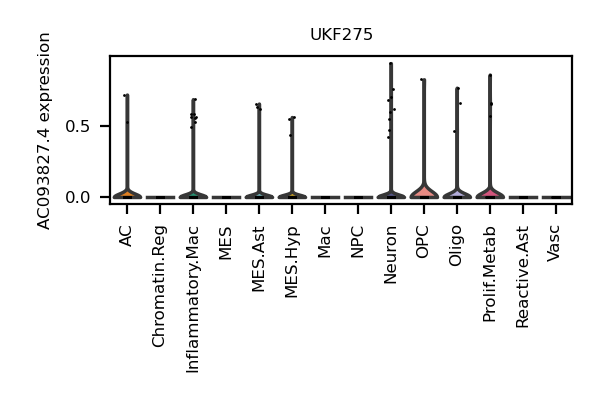 UKF275
AC093827.4 expression
0.5
0.0
AC
Chromatin.Reg
Inflammatory.Mac
MES
MES.Ast
MES.Hyp
Mac
NPC
Neuron
OPC
Oligo
Prolif.Metab
Reactive.Ast
Vasc